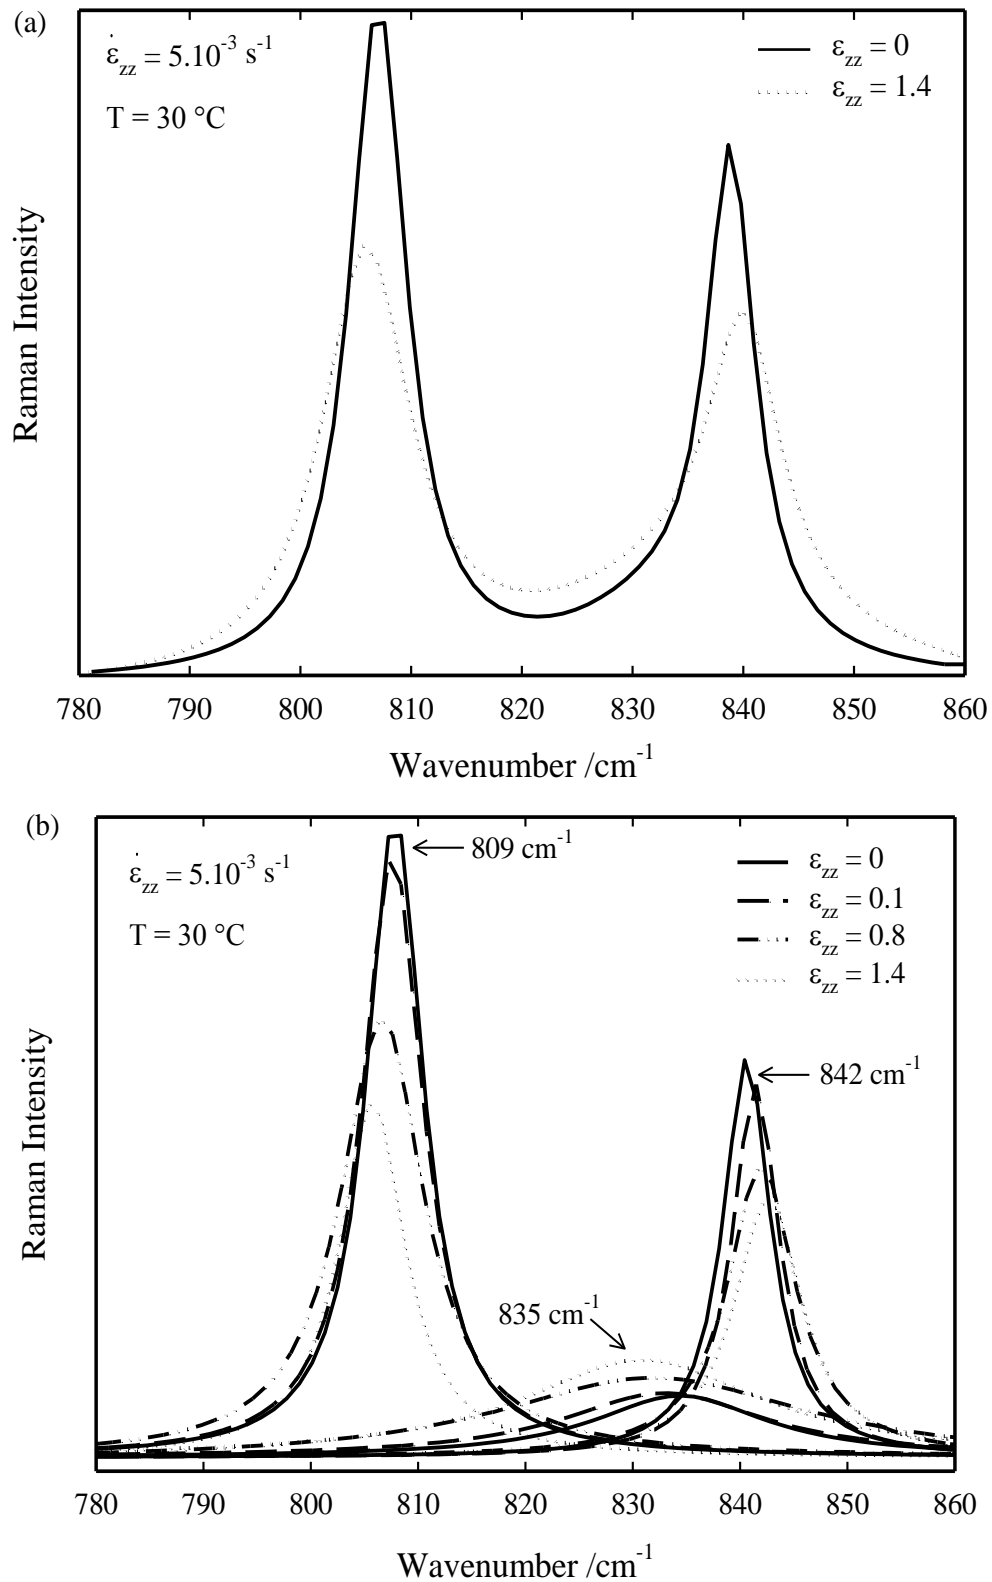 (a)
ε̇zz = 5.10-3 s-1
T = 30 °C
εzz = 0
εzz = 1.4
Raman Intensity
780 790 800 810 820 830 840 850 860
Wavenumber /cm-1
(b)
ε̇zz = 5.10-3 s-1
T = 30 °C
809 cm-1
εzz = 0
εzz = 0.1
εzz = 0.8
εzz = 1.4
842 cm-1
835 cm-1
Raman Intensity
780 790 800 810 820 830 840 850 860
Wavenumber /cm-1